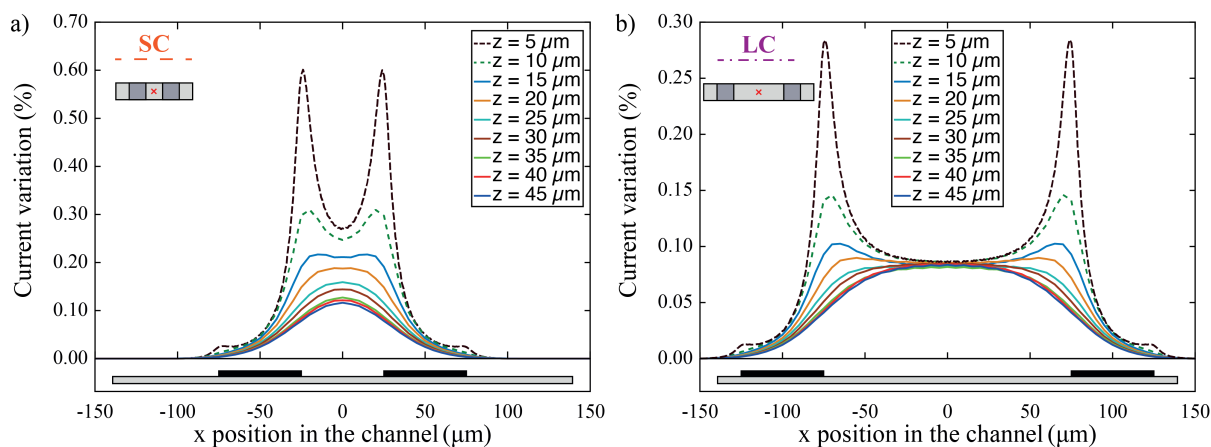 a)
SC
Current variation (%)
0.70
0.60
0.50
0.40
0.30
0.20
0.10
0.00
z = 5 µm
z = 10 µm
z = 15 µm
z = 20 µm
z = 25 µm
z = 30 µm
z = 35 µm
z = 40 µm
z = 45 µm
-150 -100 -50 0 50 100 150
x position in the channel (µm)
b)
LC
Current variation (%)
0.30
0.25
0.20
0.15
0.10
0.05
0.00
z = 5 µm
z = 10 µm
z = 15 µm
z = 20 µm
z = 25 µm
z = 30 µm
z = 35 µm
z = 40 µm
z = 45 µm
-150 -100 -50 0 50 100 150
x position in the channel (µm)